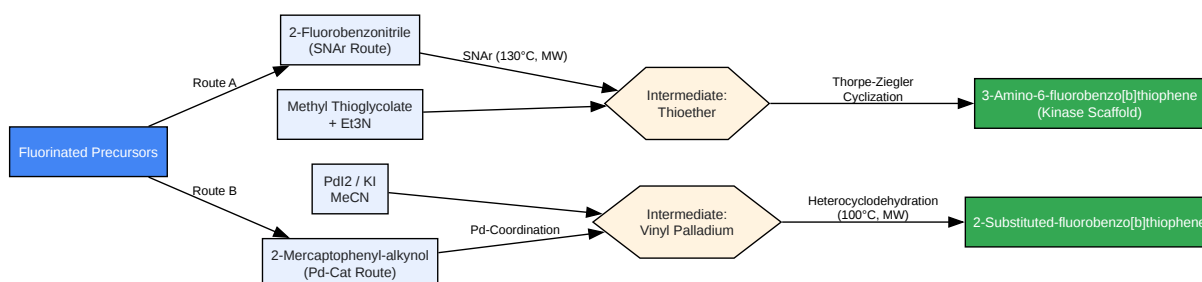 Fluorinated Precursors
Route A
Route B
2-Fluorobenzonitrile
(SNAr Route)
Methyl Thioglycolate
+ Et3N
PdI2 / KI
MeCN
2-Mercaptophenyl-alkynol
(Pd-Cat Route)
SNAr (130°C, MW)
Pd-Coordination
Intermediate:
Thioether
Intermediate:
Vinyl Palladium
Thorpe-Ziegler
Cyclization
Heterocyclodehydration
(100°C, MW)
3-Amino-6-fluorobenzo[b]thiophene
(Kinase Scaffold)
2-Substituted-fluorobenzo[b]thiophene